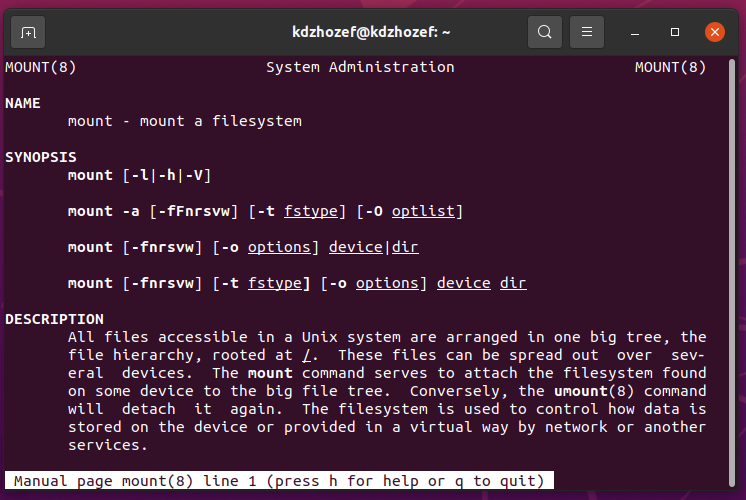 kdzhozef@kdzhozef: ~
MOUNT(8) System Administration MOUNT(8)
NAME
mount - mount a filesystem
SYNOPSIS
mount [-l|-h|-V]
mount -a [-fFnrsvw] [-t fstype] [-O optlist]
mount [-fnrsvw] [-o options] device|dir
mount [-fnrsvw] [-t fstype] [-o options] device dir
DESCRIPTION
All files accessible in a Unix system are arranged in one big tree, the
file hierarchy, rooted at /. These files can be spread out over sev-
eral devices. The mount command serves to attach the filesystem found
on some device to the big file tree. Conversely, the umount(8) command
will detach it again. The filesystem is used to control how data is
stored on the device or provided in a virtual way by network or another
services.
Manual page mount(8) line 1 (press h for help or q to quit)